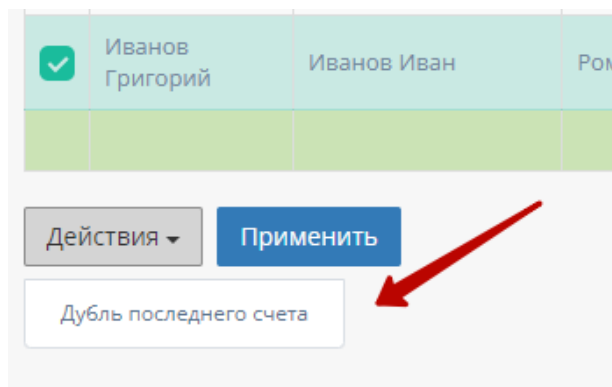 Иванов
Григорий
Иванов Иван
Действия
Применить
Дубль последнего счета